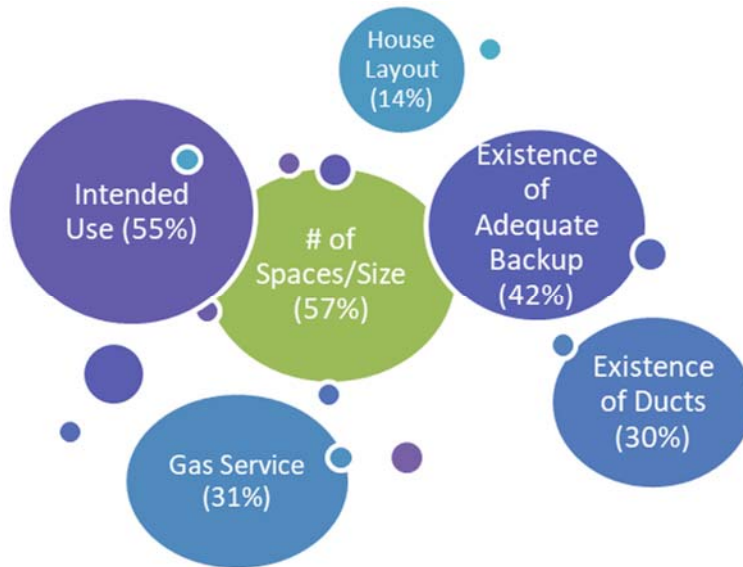 House
Layout
(14%)
Intended
Use (55%)
# of
Spaces/Size
(57%)
Existence
of
Adequate
Backup
(42%)
Existence
of Ducts
(30%)
Gas Service
(31%)